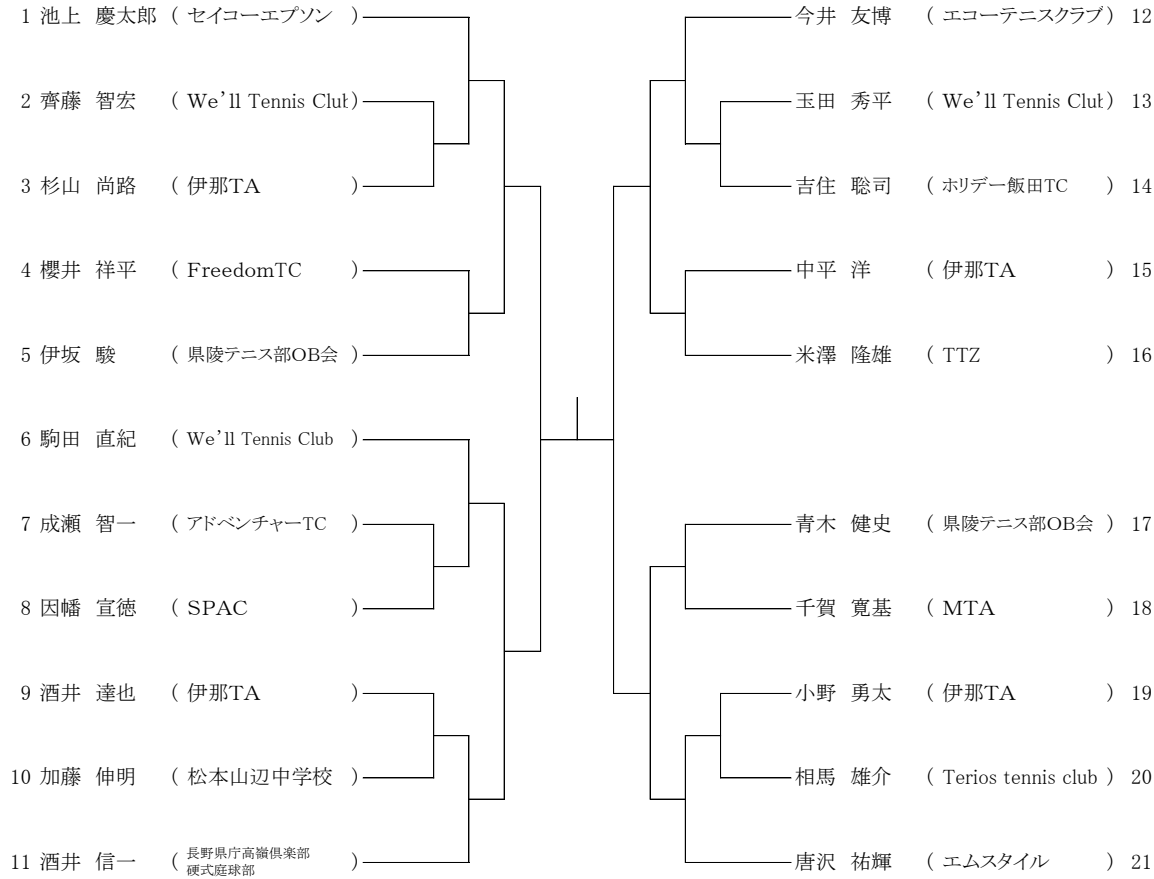 1 池上 慶太郎 ( セイコーエプソン )
2 齊藤 智宏 ( We'll Tennis Club)
3 杉山 尚路 ( 伊那TA )
4 櫻井 祥平 ( FreedomTC )
5 伊坂 駿 ( 県陵テニス部OB会 )
6 駒田 直紀 ( We'll Tennis Club )
7 成瀬 智一 ( アドベンチャーTC )
8 因幡 宣徳 ( SPAC )
9 酒井 達也 ( 伊那TA )
10 加藤 伸明 ( 松本山辺中学校 )
11 酒井 信一 ( 長野県庁高嶺倶楽部
硬式庭球部 )
今井 友博 ( エコーテニスクラブ ) 12
玉田 秀平 ( We'll Tennis Club ) 13
吉住 聡司 ( ホリデー飯田TC ) 14
中平 洋 ( 伊那TA ) 15
米澤 隆雄 ( TTZ ) 16
青木 健史 ( 県陵テニス部OB会 ) 17
千賀 寛基 ( MTA ) 18
小野 勇太 ( 伊那TA ) 19
相馬 雄介 ( Terios tennis club ) 20
唐沢 祐輝 ( エムスタイル ) 21